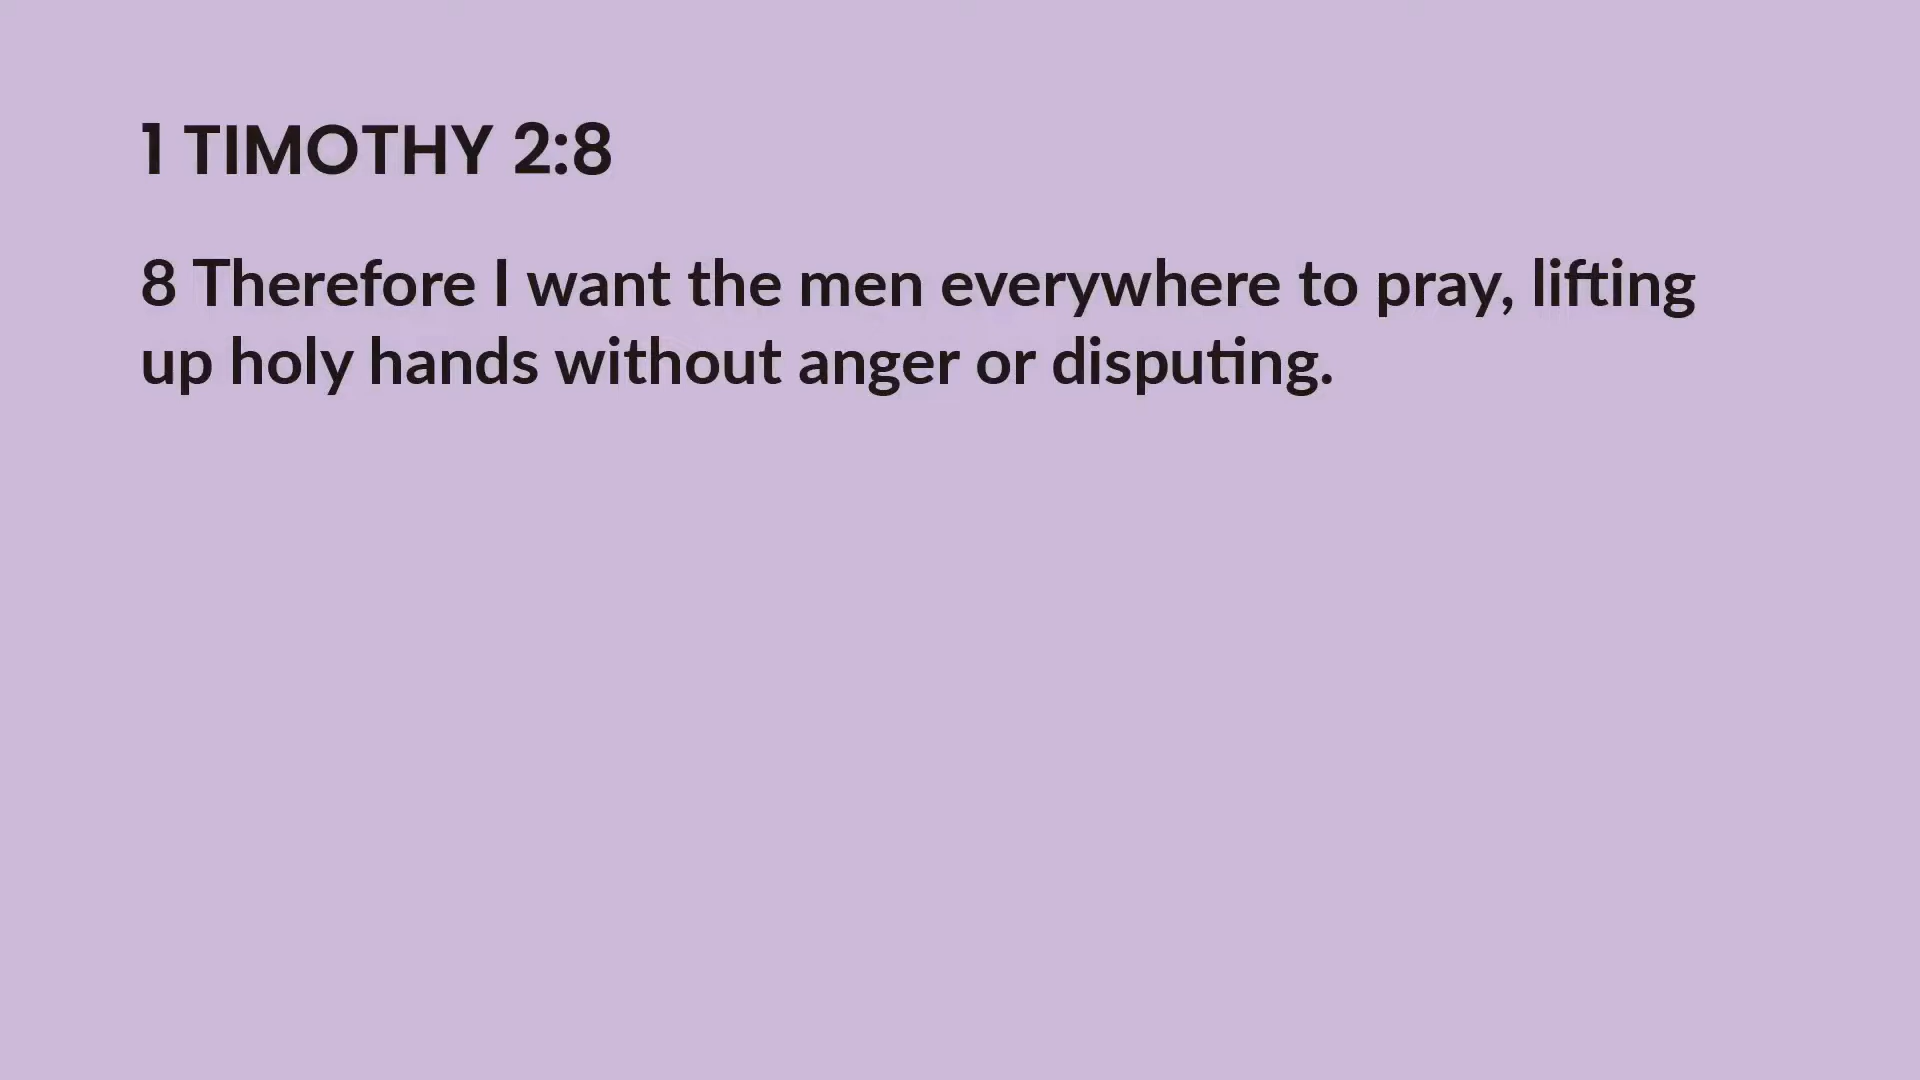 1 TIMOTHY 2:8
8 Therefore I want the men everywhere to pray, lifting
up holy hands without anger or disputing.